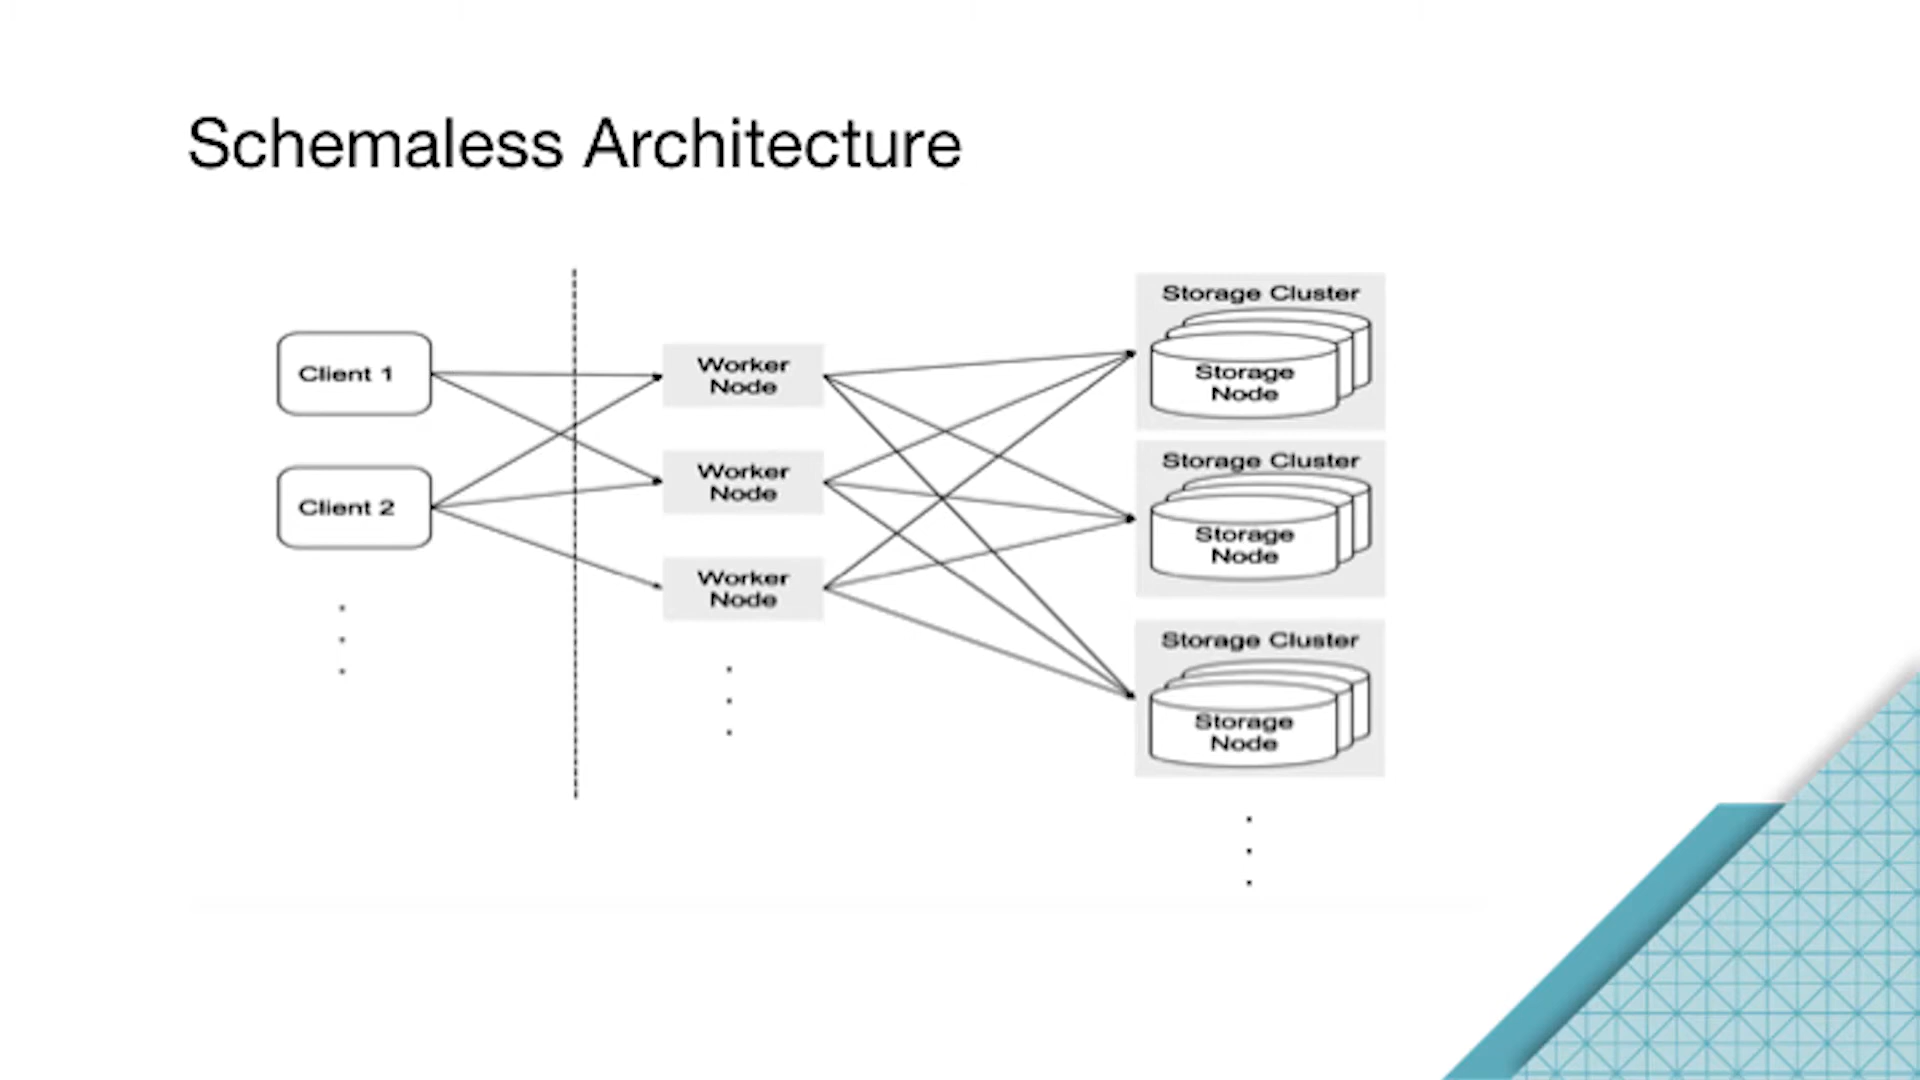 Schemaless Architecture
Client 1
Client 2
Worker
Node
Worker
Node
Worker
Node
Storage Cluster
Storage
Node
Storage Cluster
Storage
Node
Storage Cluster
Storage
Node